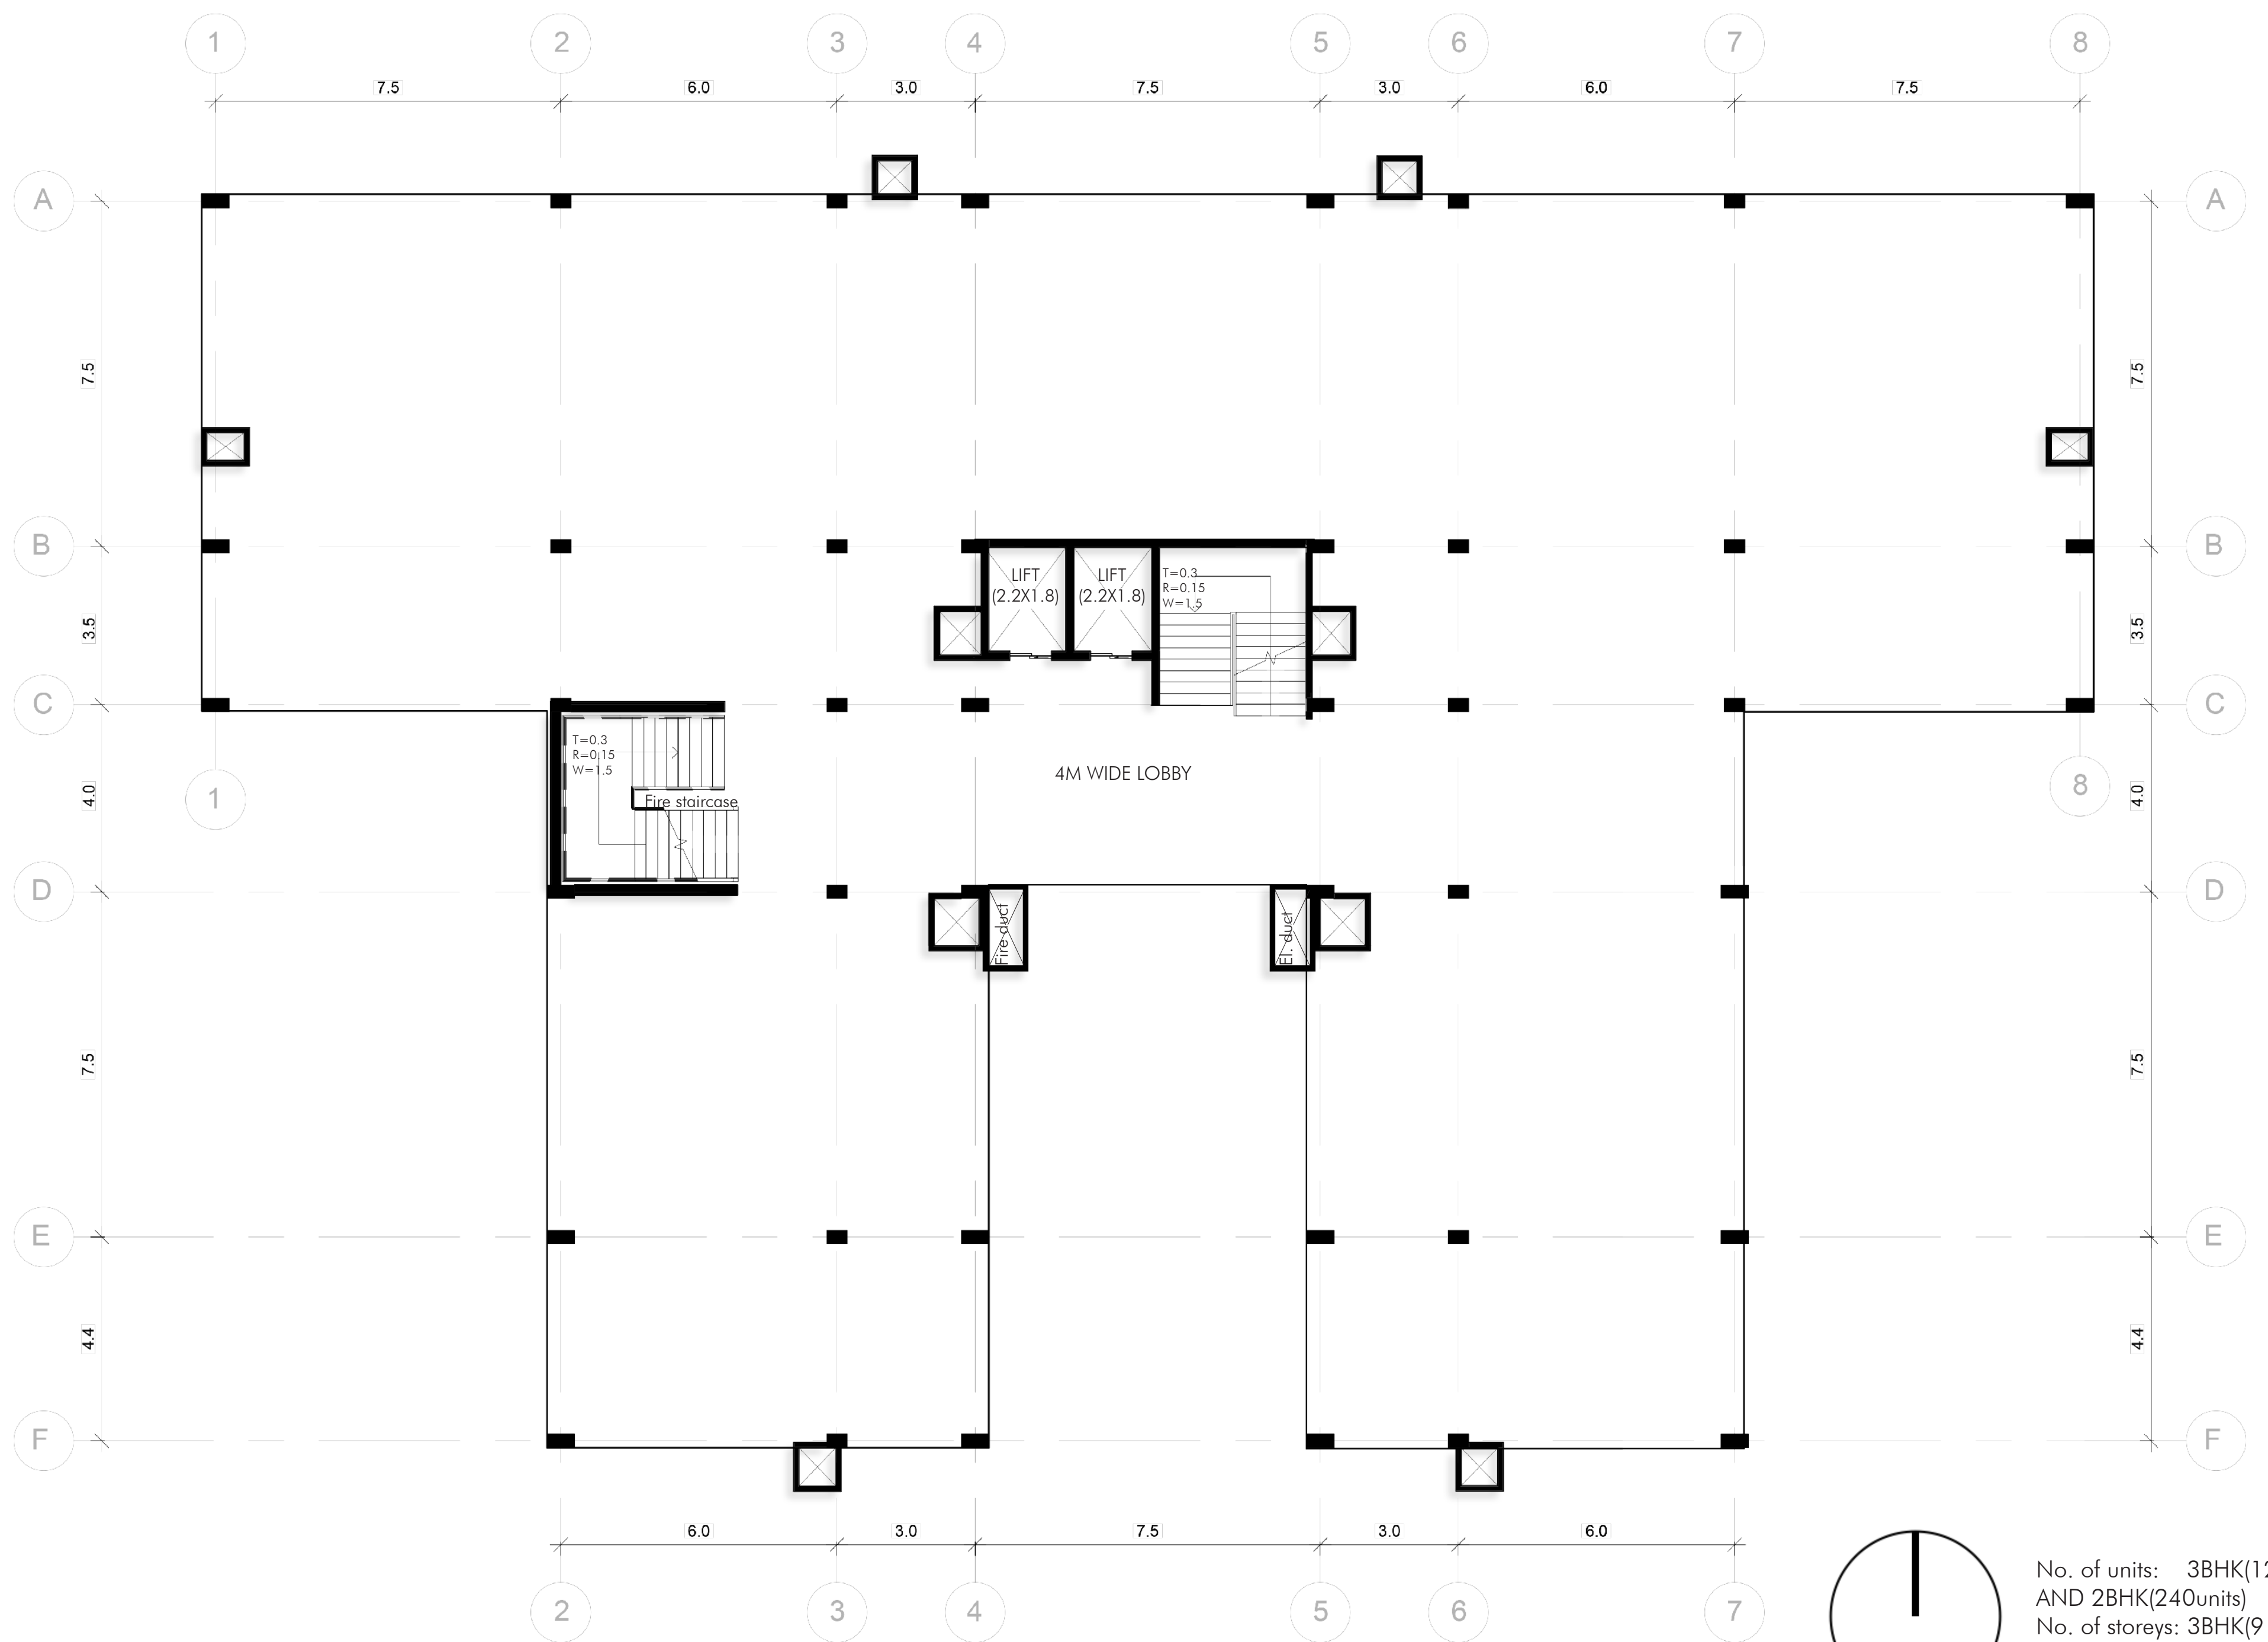 1 2 3 4 5 6 7 8
7.5 6.0 3.0 7.5 3.0 6.0 7.5
A A
7.5 7.5
B B
LIFT LIFT T=0.3
(2.2X1.8) (2.2X1.8) R=0.15
W=1.5
3.5 3.5
C C
T=0.3
R=0.15
W=1.5
4M WIDE LOBBY
1 4.0 Fire staircase 4.0 8
D D
Fire duct El. duct
7.5 7.5
E E
4.4 4.4
F F
6.0 3.0 7.5 3.0 6.0
2 3 4 5 6 7
No. of units: 3BHK(12
AND 2BHK(240units)
No. of storeys: 3BHK(9